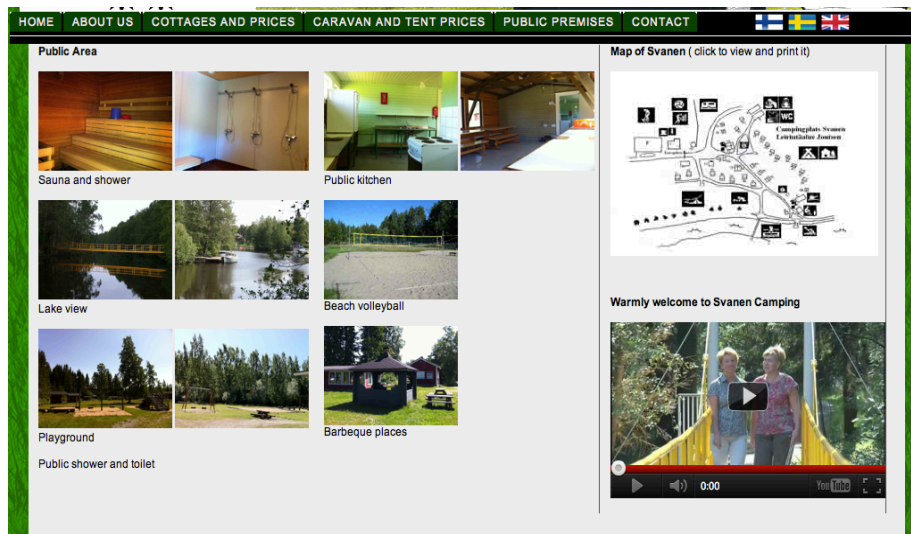 HOME ABOUT US COTTAGES AND PRICES CARAVAN AND TENT PRICES PUBLIC PREMISES CONTACT
Public Area
Sauna and shower
Public kitchen
Lake view
Beach volleyball
Playground
Barbeque places
Public shower and toilet
Map of Svanen ( click to view and print it)
WC
Campingplats Svanen
Leirintäalue Joutsen
P
Warmly welcome to Svanen Camping
0:00
YouTube